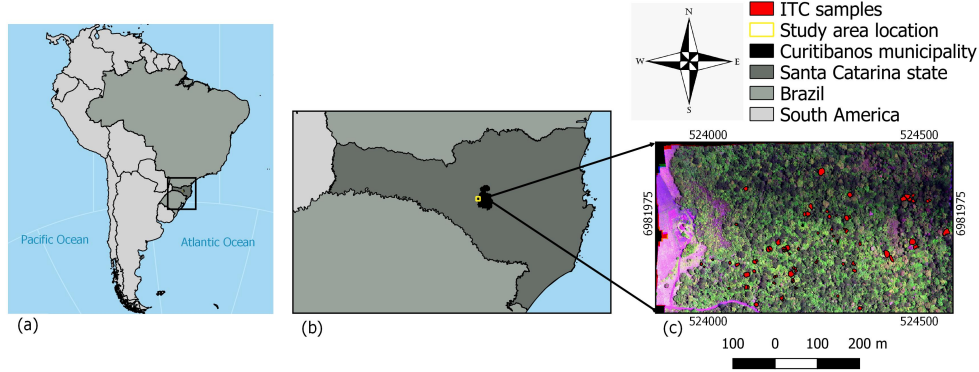 N
W
E
S
ITC samples
Study area location
Curitibanos municipality
Santa Catarina state
Brazil
South America
Pacific Ocean
Atlantic Ocean
(a)
(b)
524000 524500
6981975
6981975
524000 524500
(c)
100 0 100 200 m